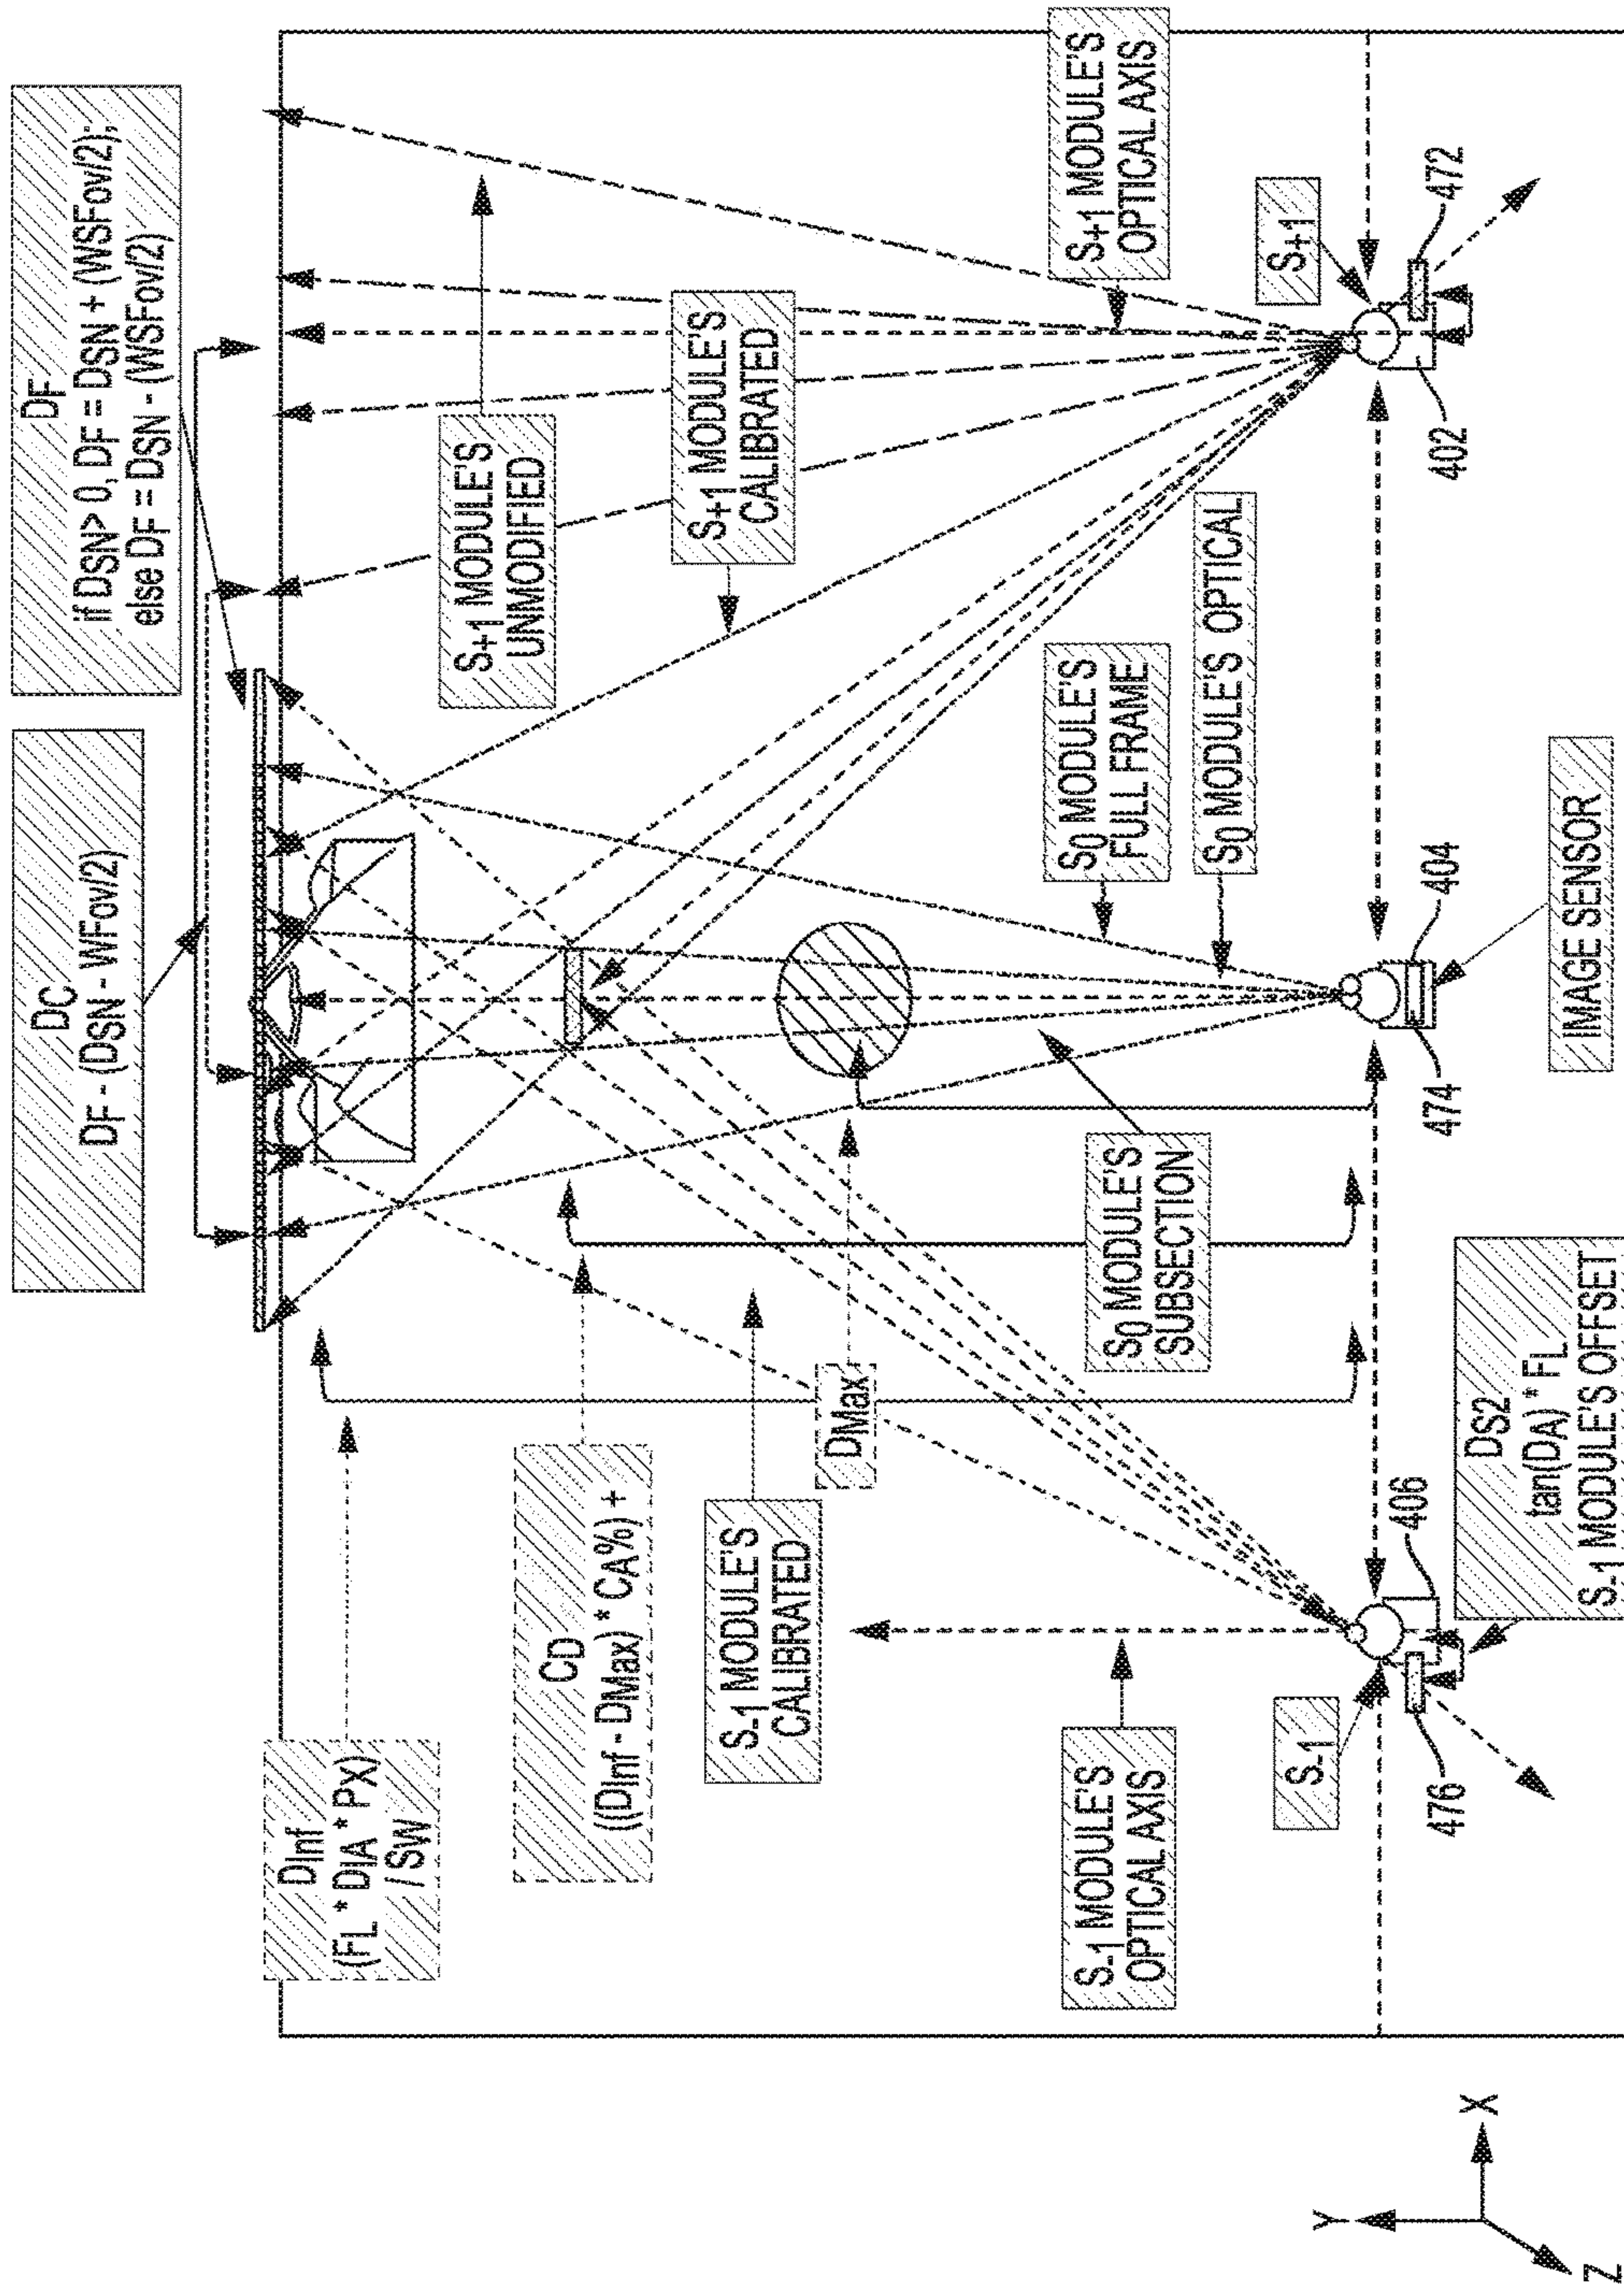 DF
if DSN> 0, DF = DSN + (WSFov/2);
else DF = DSN - (WSFov/2)
DC
DF - (DSN - WFov/2)
S+1 MODULE'S
UNMODIFIED
S+1 MODULE'S
CALIBRATED
S+1 MODULE'S
OPTICAL AXIS
S+1
472
402
S0 MODULE'S
FULL FRAME
S0 MODULE'S OPTICAL
404
474
IMAGE SENSOR
S0 MODULE'S
SUBSECTION
DInf
(FL * DIA * PX)
/ SW
CD
((DInf - DMax) * CA%) +
S-1 MODULE'S
CALIBRATED
DMax
S-1 MODULE'S
OPTICAL AXIS
S-1
476
406
DS2
tan(DA) * FL
S-1 MODULE'S OFFSET
Y
X
Z